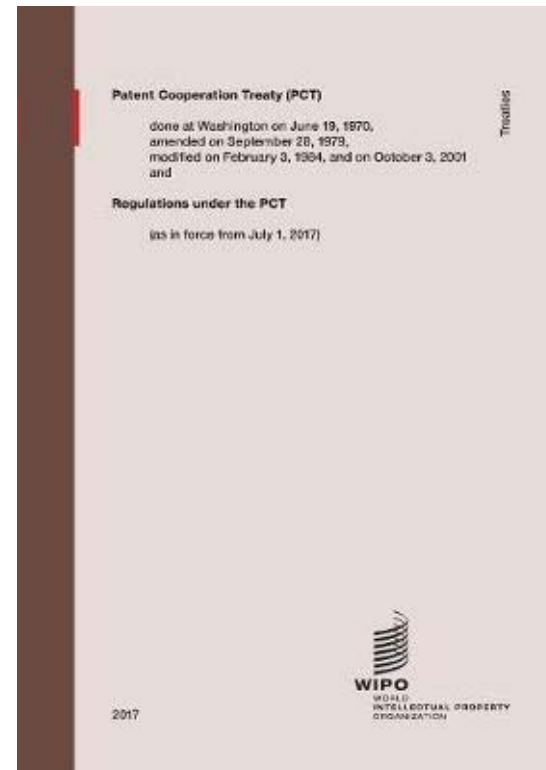 Patent Cooperation Treaty (PCT)
Treaties
done at Washington on June 19, 1970,
amended on September 28, 1979,
modified on February 3, 1984, and on October 3, 2001
and
Regulations under the PCT
(as in force from July 1, 2017)
WIPO
WORLD
INTELLECTUAL PROPERTY
ORGANIZATION
2017